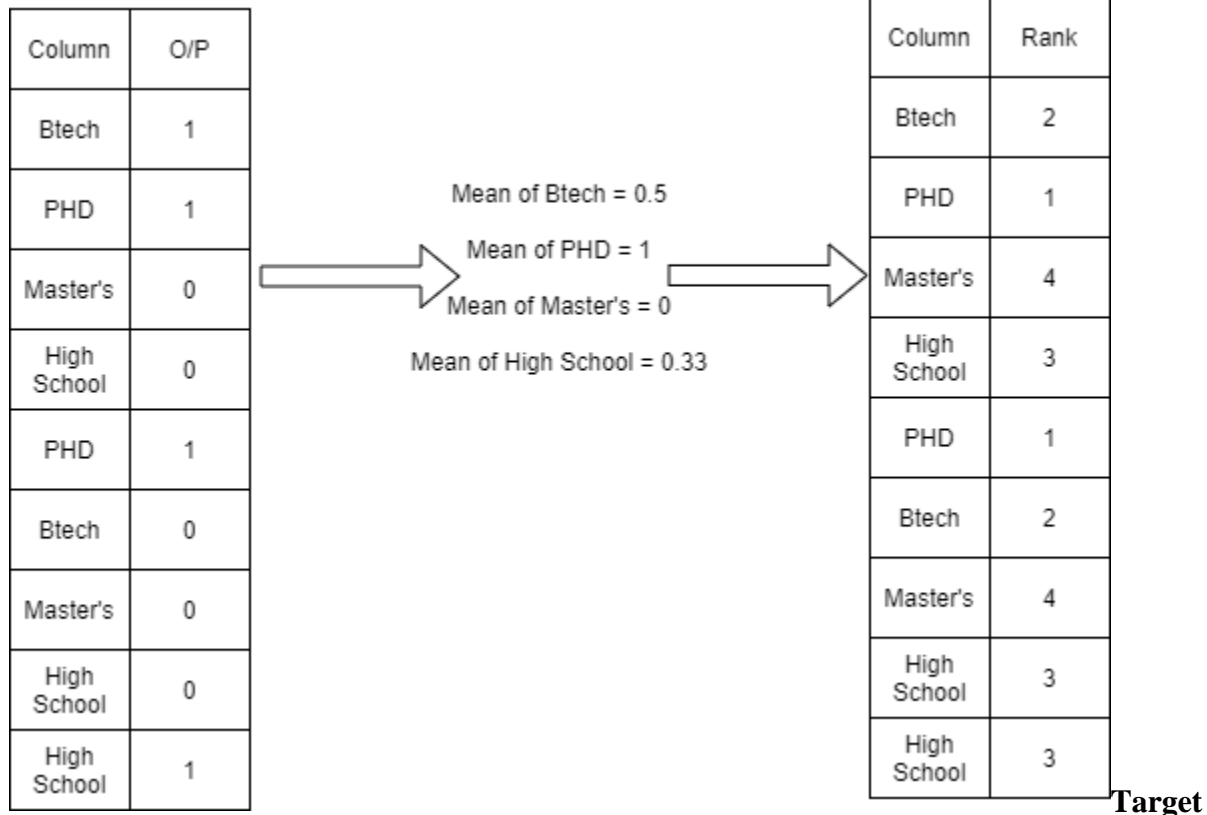 Column O/P
Btech 1
PHD 1
Master's 0
High
School 0
PHD 1
Btech 0
Master's 0
High
School 0
High
School 1
Mean of Btech = 0.5
Mean of PHD = 1
Mean of Master's = 0
Mean of High School = 0.33
Column Rank
Btech 2
PHD 1
Master's 4
High
School 3
PHD 1
Btech 2
Master's 4
High
School 3
High
School 3
Target